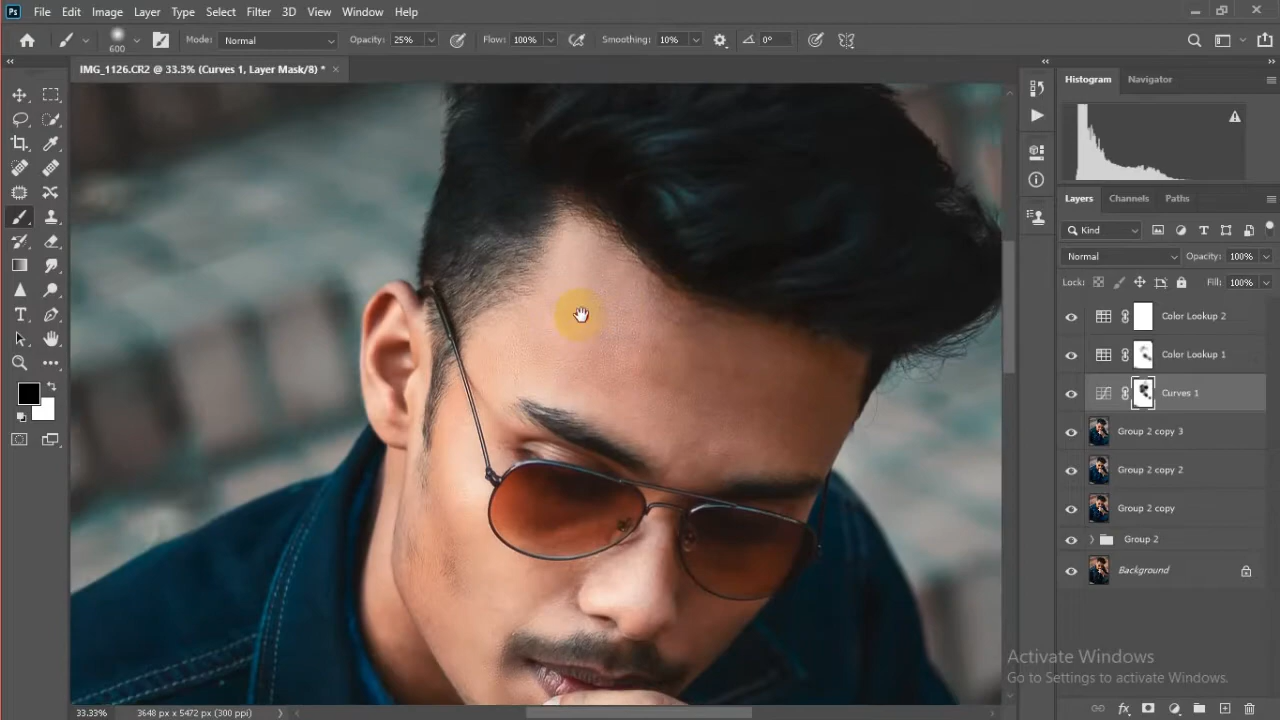 Ps File Edit Image Layer Type Select Filter 3D View Window Help
600 Mode: Normal Opacity: 25% Flow: 100% Smoothing: 10% 0°
IMG_1126.CR2 @ 33.3% (Curves 1, Layer Mask/8) * ×
Histogram Navigator
Layers Channels Paths
Kind
Normal Opacity: 100%
Lock: Fill: 100%
Color Lookup 2
Color Lookup 1
Curves 1
Group 2 copy 3
Group 2 copy 2
Group 2 copy
Group 2
Background
Activate Windows
Go to Settings to activate Windows.
33.33% 3648 px x 5472 px (300 ppi)